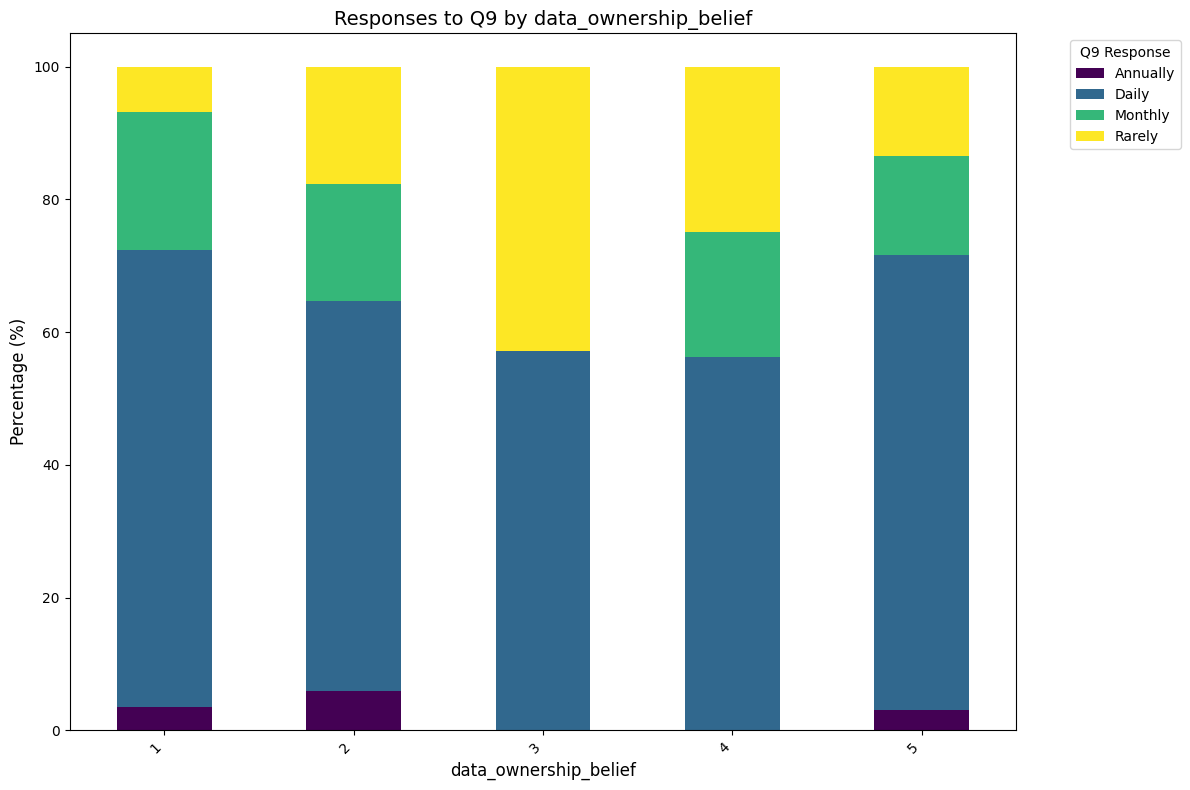 Responses to Q9 by data_ownership_belief
Q9 Response
Annually
Daily
Monthly
Rarely
Percentage (%)
100
80
60
40
20
0
1
2
3
4
5
data_ownership_belief